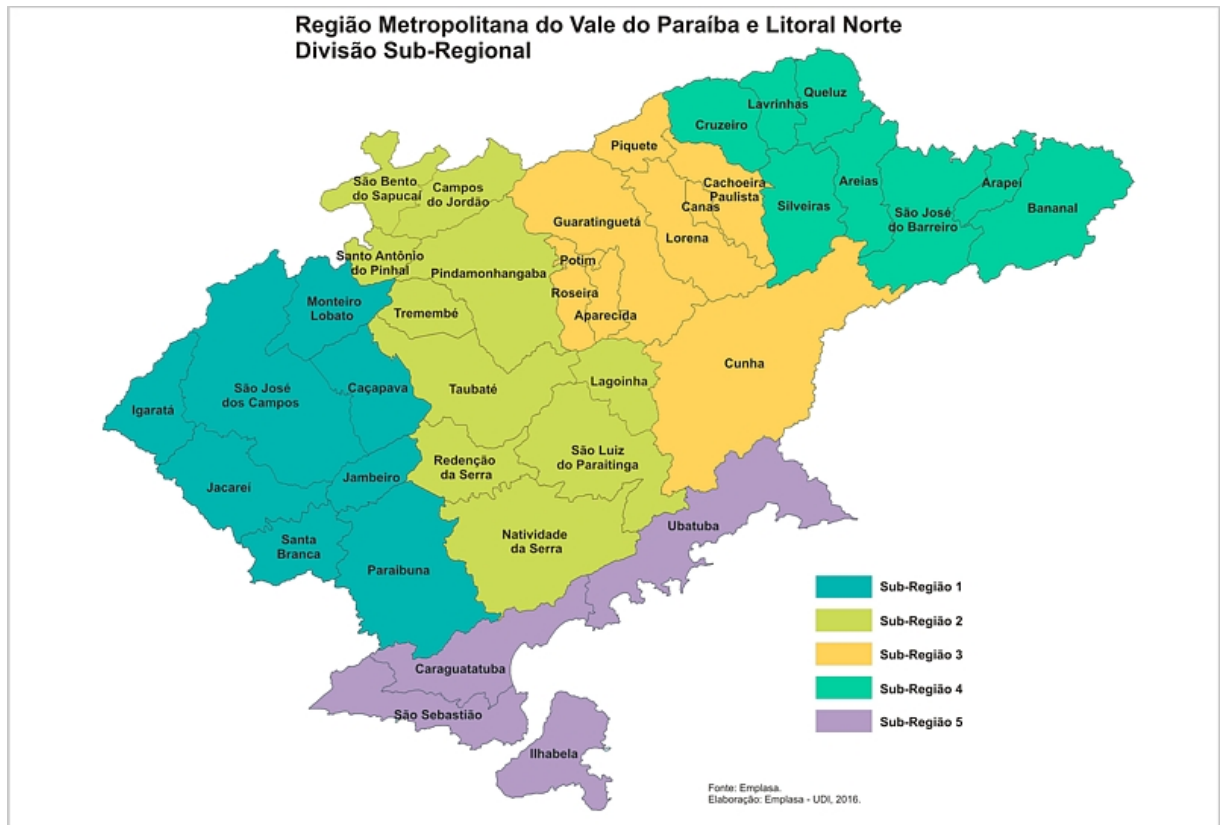 Região Metropolitana do Vale do Paraíba e Litoral Norte
Divisão Sub-Regional
Queluz
Lavrinhas
Cruzeiro
Piquete
São Bento
do Sapucaí
Campos
do Jordão
Cachoeira
Paulista
Areias
Arapeí
Canas
Silveiras
Bananal
São José
do Barreiro
Guaratinguetá
Lorena
Santo Antônio
do Pinhal
Pindamonhangaba
Potim
Roseira
Aparecida
Monteiro
Lobato
Tremembé
Cunha
Lagoinha
Taubaté
Caçapava
São José
dos Campos
Igaratá
São Luiz
do Paraitinga
Redenção
da Serra
Jambeiro
Jacareí
Ubatuba
Santa
Branca
Natividade
da Serra
Paraibuna
Caraguatatuba
São Sebastião
Ilhabela
Sub-Região 1
Sub-Região 2
Sub-Região 3
Sub-Região 4
Sub-Região 5
Fonte: Emplasa.
Elaboração: Emplasa - UDI, 2016.